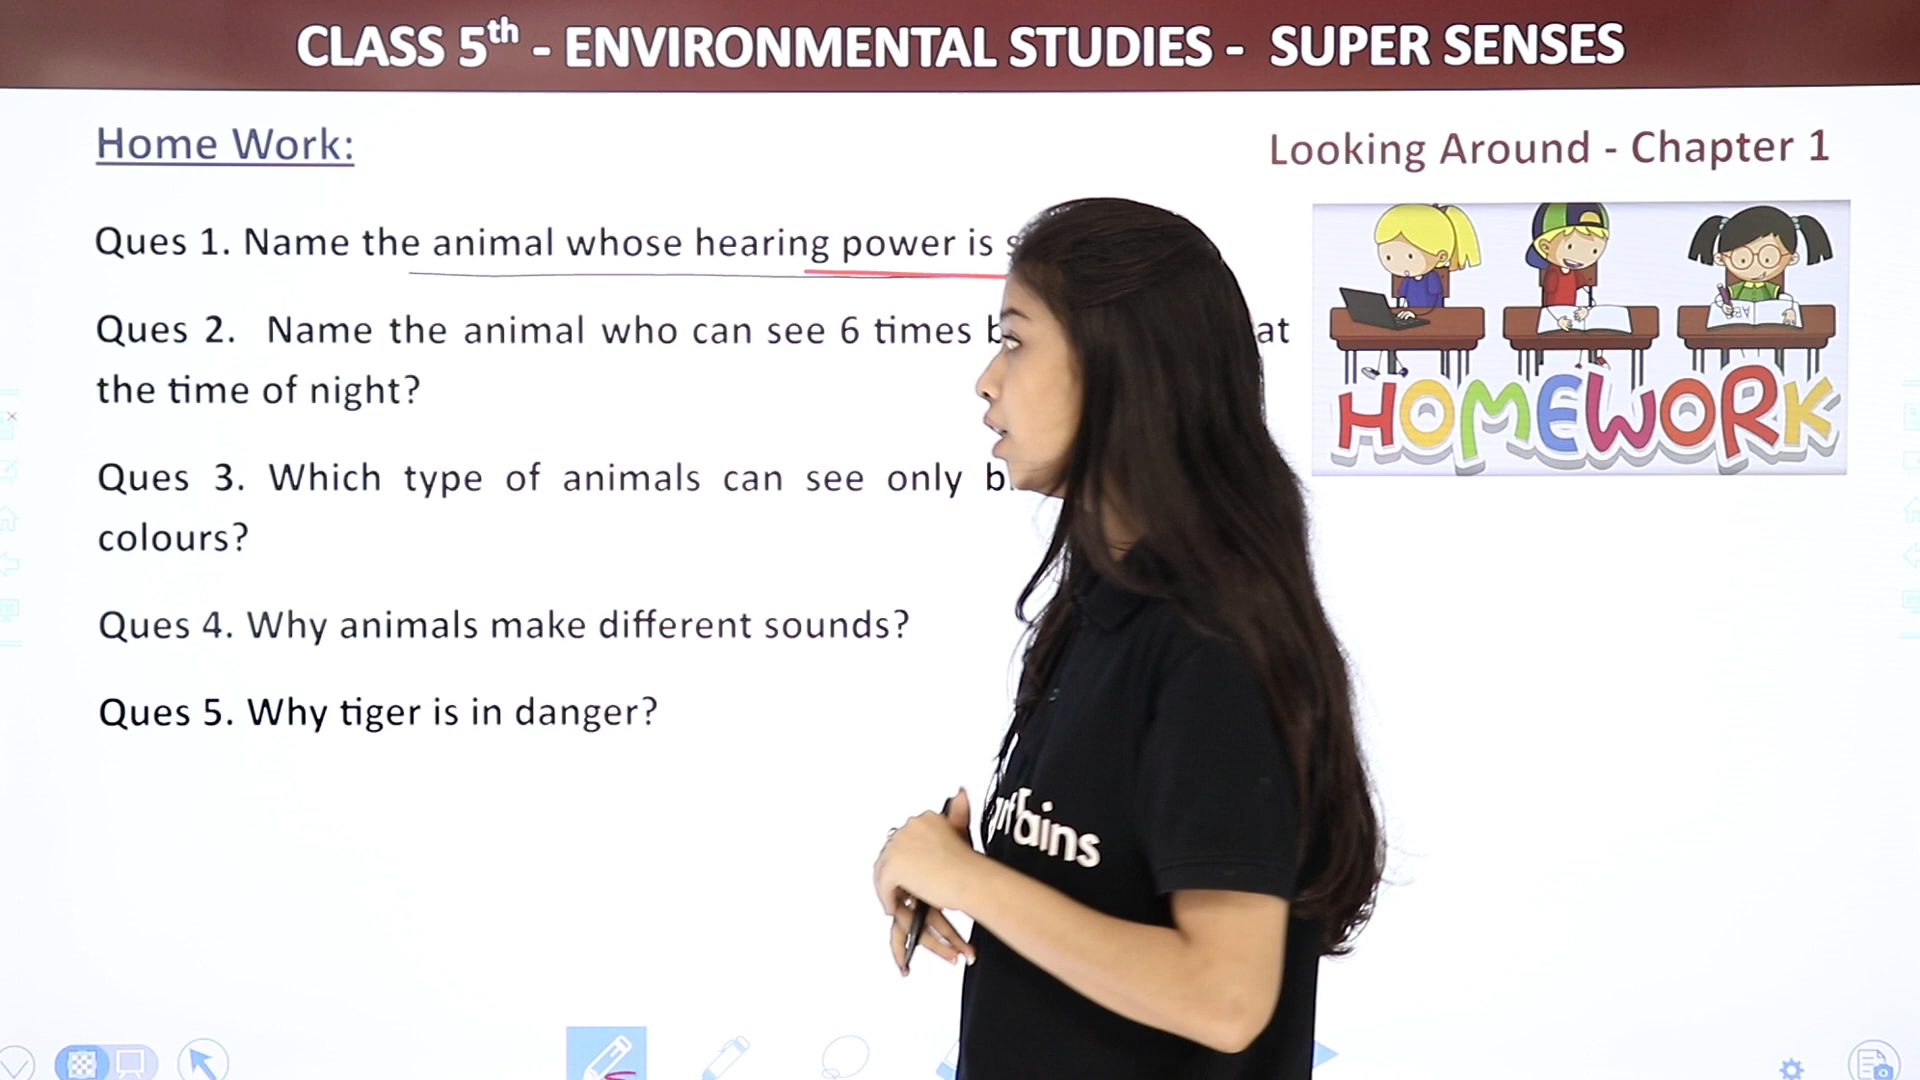 CLASS 5th - ENVIRONMENTAL STUDIES - SUPER SENSES
Home Work:
Looking Around - Chapter 1
Ques 1. Name the animal whose hearing power is
Ques 2. Name the animal who can see 6 times at
the time of night?
HOMEWORK
Ques 3. Which type of animals can see only
colours?
Ques 4. Why animals make different sounds?
Ques 5. Why tiger is in danger?